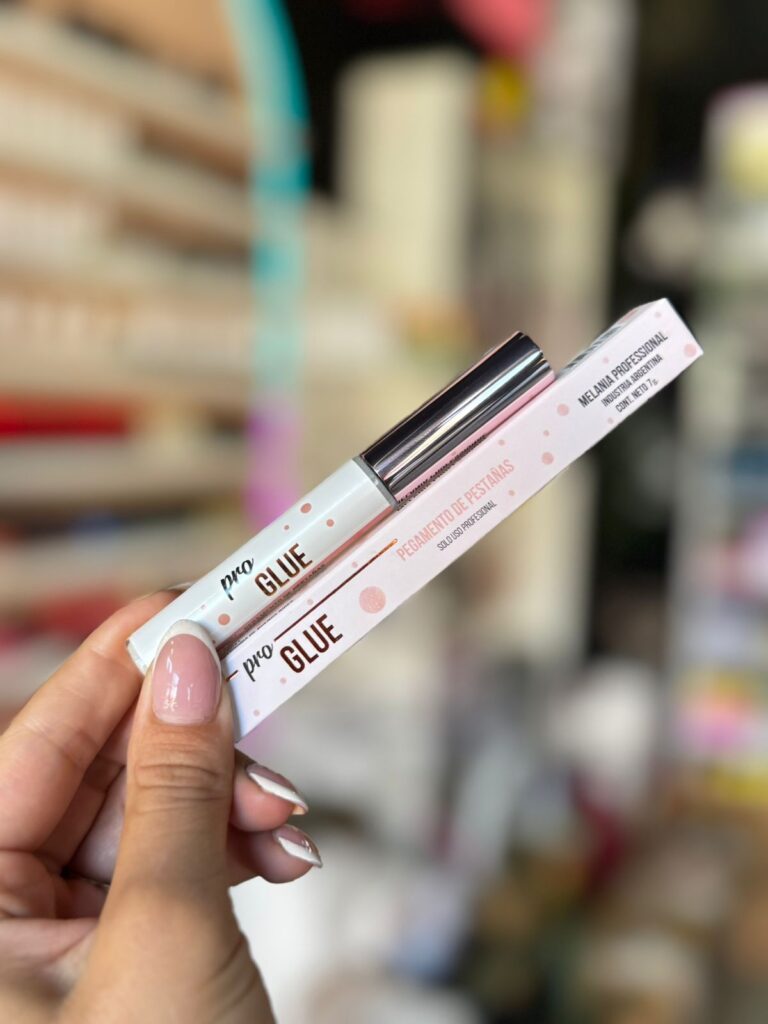 pro
GLUE
pro
GLUE
PEGAMENTO DE PESTAÑAS
SOLO USO PROFESIONAL
MELANIA PROFESSIONAL
INDUSTRIA ARGENTINA
CONT. NETO 7g.